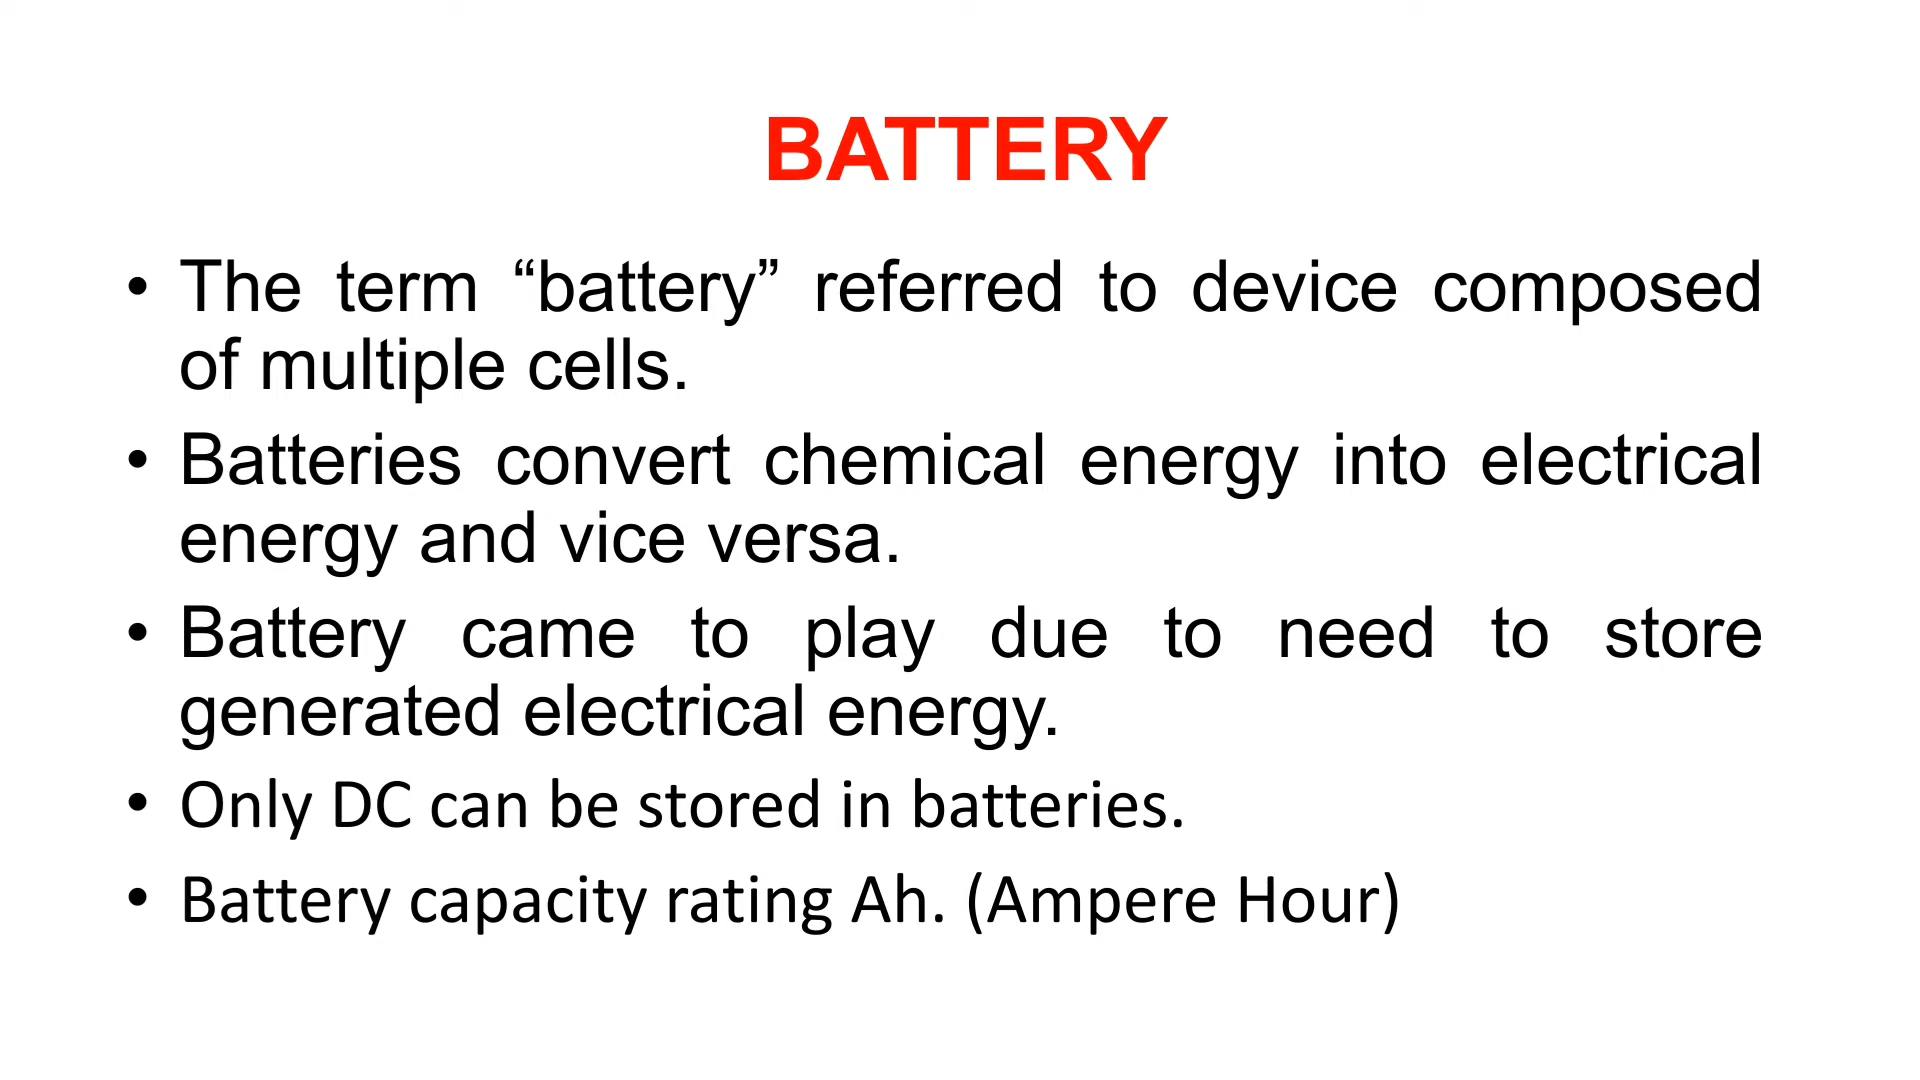 BATTERY
• The term “battery” referred to device composed
of multiple cells.
• Batteries convert chemical energy into electrical
energy and vice versa.
• Battery came to play due to need to store
generated electrical energy.
• Only DC can be stored in batteries.
• Battery capacity rating Ah. (Ampere Hour)